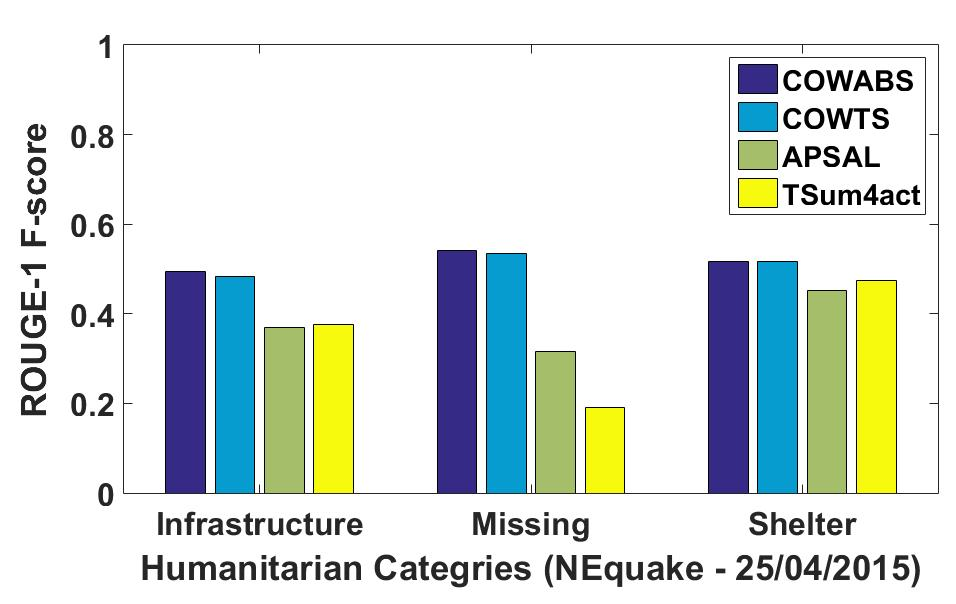 1
0.8
0.6
0.4
0.2
0
ROUGE-1 F-score
COWABS
COWTS
APSAL
TSum4act
Infrastructure Missing Shelter
Humanitarian Categries (NEquake - 25/04/2015)